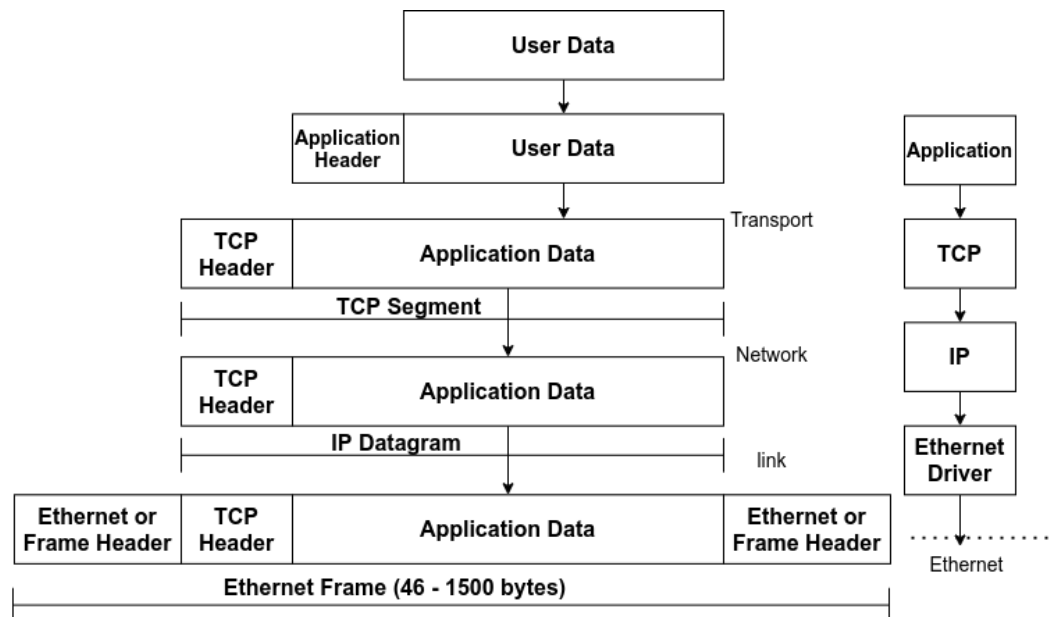 User Data
Application
Header
User Data
Application
Transport
TCP
Header
Application Data
TCP
TCP Segment
Network
TCP
Header
Application Data
IP
IP Datagram
link
Ethernet
Driver
Ethernet or
Frame Header
TCP
Header
Application Data
Ethernet or
Frame Header
Ethernet
Ethernet Frame (46 - 1500 bytes)